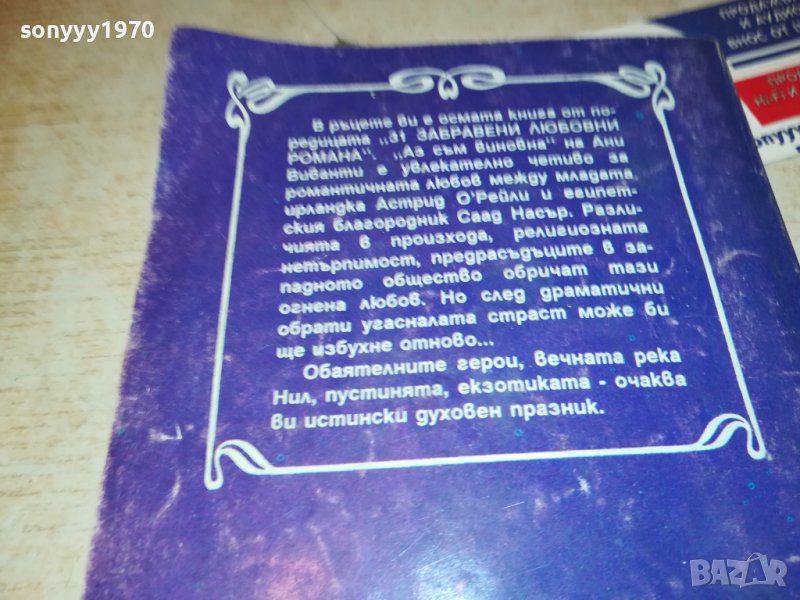 sonyyy1970
В ръцете ви е осмата книга от по-
редицата „31 ЗАБРАВЕНИ ЛЮБОВНИ
РОМАНА". „Аз съм виновна" на Ани
Виванти е увлекателно четиво за
романтичната любов между младата
ирландка Астрид О'Рейли и египет-
ския благородник Саад Насър. Разли-
чията в произхода, религиозната
нетърпимост, предрасъдъците в за-
падното общество обричат тази
огнена любов. Но след драматични
обрати угасналата страст може би
ще избухне отново...
Обаятелните герои, вечната река
Нил, пустинята, екзотиката - очаква
ви истински духовен празник.
BAZAR